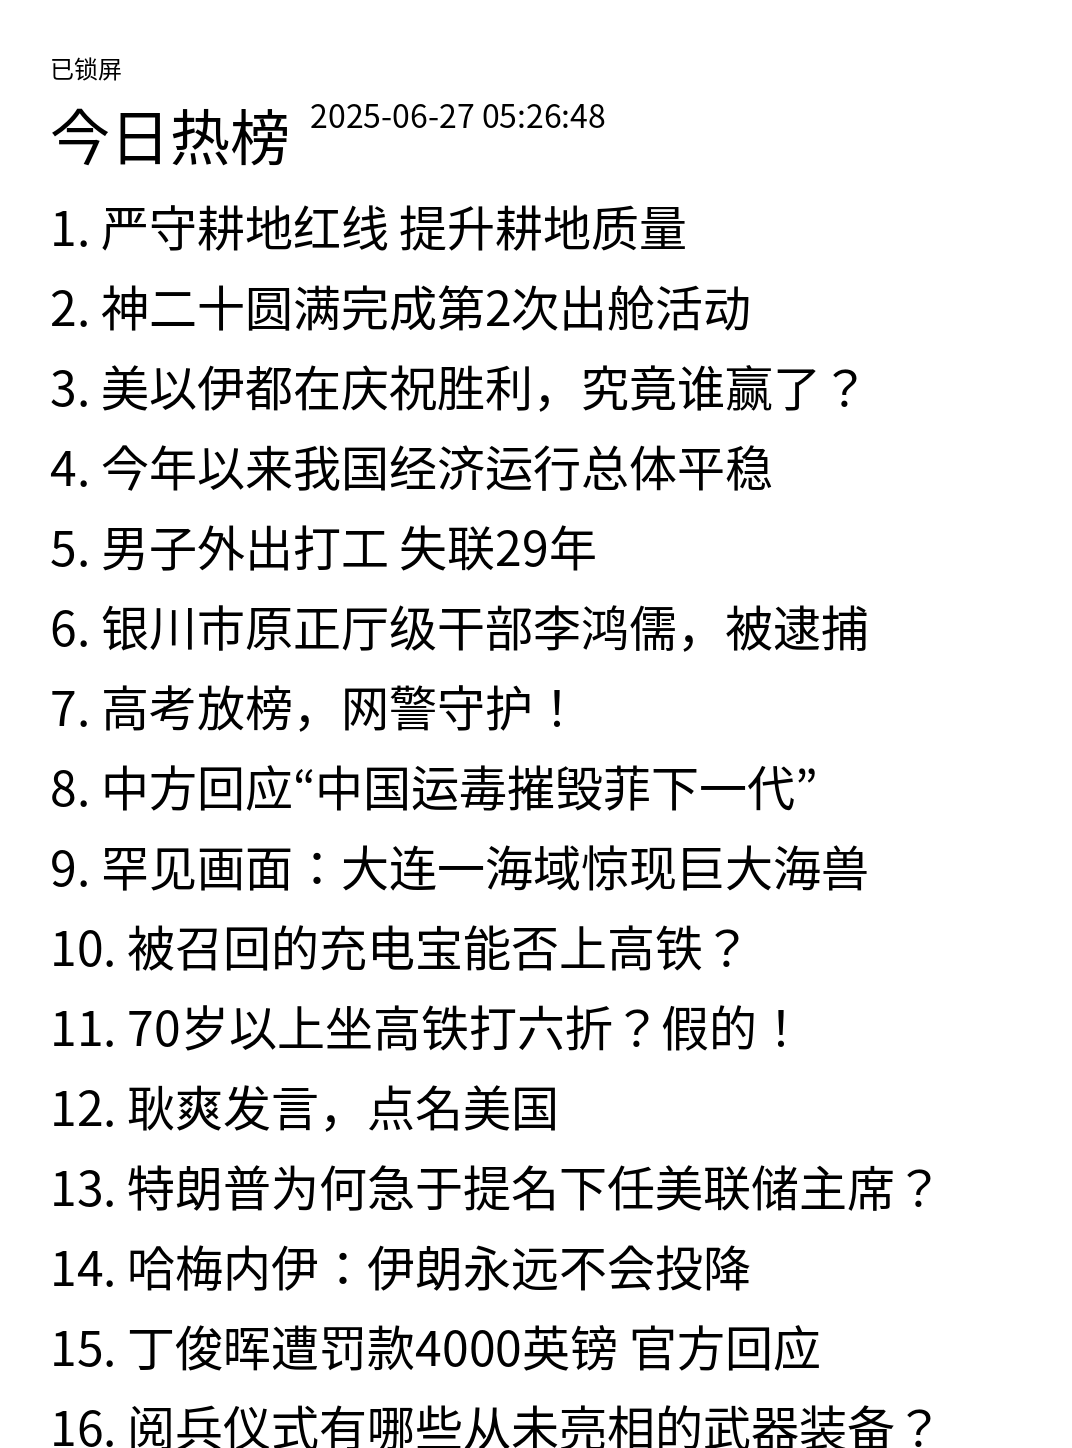 已锁屏
今日热榜 2025-06-27 05:26:48
1. 严守耕地红线 提升耕地质量
2. 神二十圆满完成第2次出舱活动
3. 美以伊都在庆祝胜利，究竟谁赢了？
4. 今年以来我国经济运行总体平稳
5. 男子外出打工 失联29年
6. 银川市原正厅级干部李鸿儒，被逮捕
7. 高考放榜，网警守护！
8. 中方回应“中国运毒摧毁菲下一代”
9. 罕见画面：大连一海域惊现巨大海兽
10. 被召回的充电宝能否上高铁？
11. 70岁以上坐高铁打六折？假的！
12. 耿爽发言，点名美国
13. 特朗普为何急于提名下任美联储主席？
14. 哈梅内伊：伊朗永远不会投降
15. 丁俊晖遭罚款4000英镑 官方回应
16. 阅兵仪式有哪些从未亮相的武器装备？